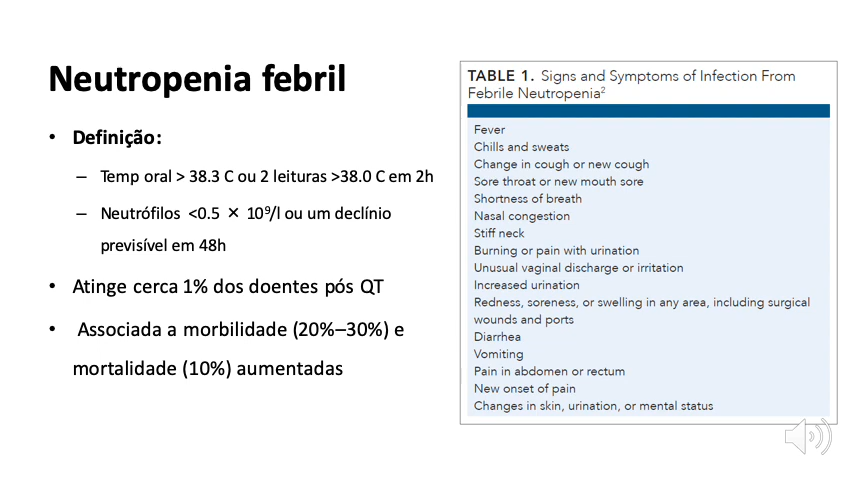 Neutropenia febril
• Definição:
– Temp oral > 38.3 C ou 2 leituras >38.0 C em 2h
– Neutrófilos <0.5 × 10⁹/l ou um declínio
previsível em 48h
• Atinge cerca 1% dos doentes pós QT
• Associada a morbilidade (20%–30%) e
mortalidade (10%) aumentadas
TABLE 1. Signs and Symptoms of Infection From
Febrile Neutropenia²
Fever
Chills and sweats
Change in cough or new cough
Sore throat or new mouth sore
Shortness of breath
Nasal congestion
Stiff neck
Burning or pain with urination
Unusual vaginal discharge or irritation
Increased urination
Redness, soreness, or swelling in any area, including surgical
wounds and ports
Diarrhea
Vomiting
Pain in abdomen or rectum
New onset of pain
Changes in skin, urination, or mental status